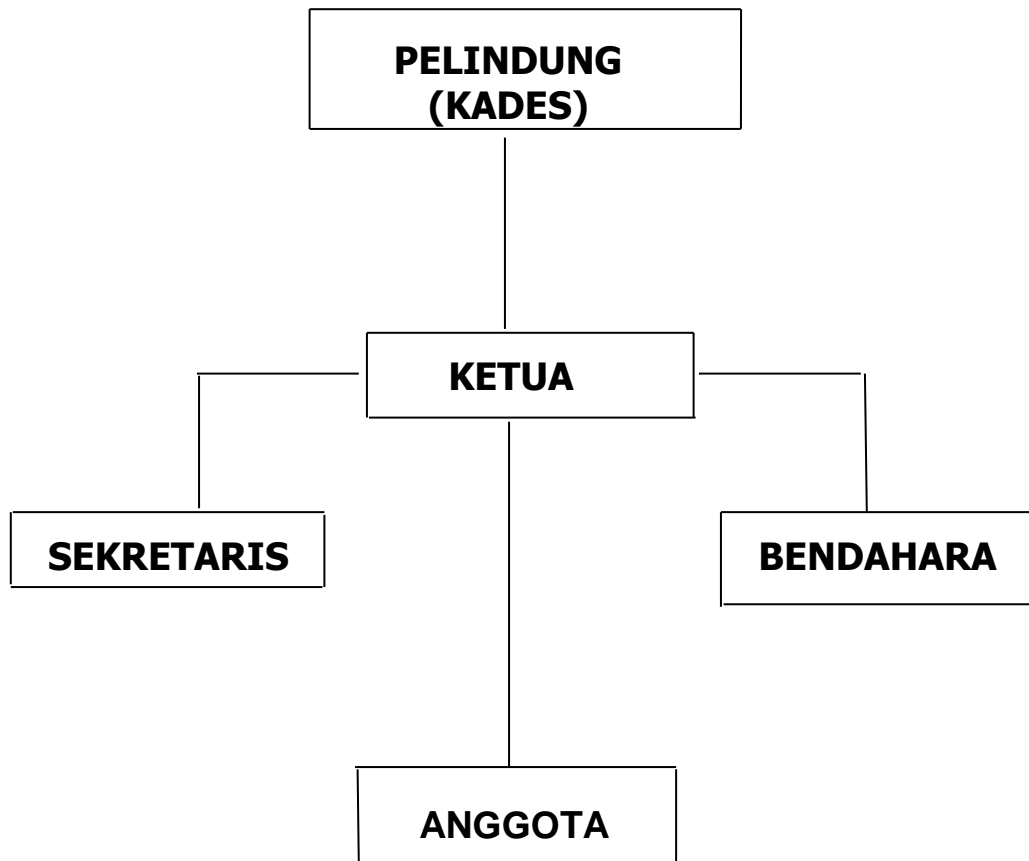 PELINDUNG
(KADES)
KETUA
SEKRETARIS
BENDAHARA
ANGGOTA